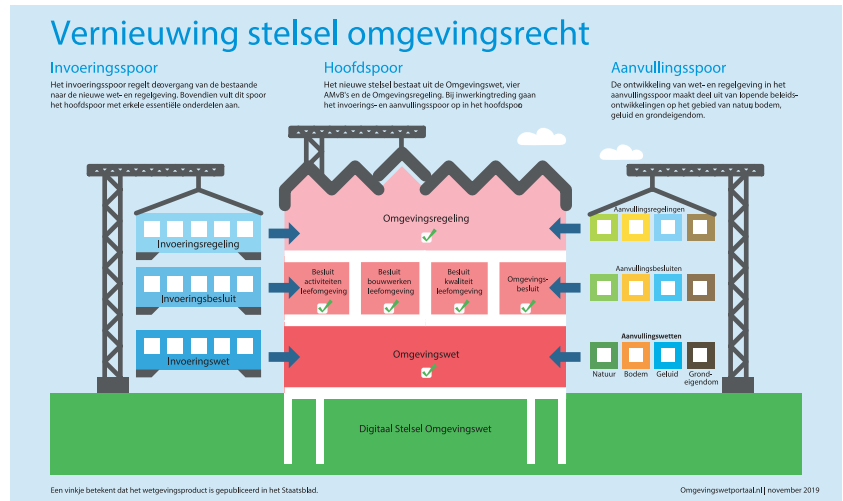 Vernieuwing stelsel omgevingsrecht
Invoeringsspoor
Het invoeringsspoor regelt deovergang van de bestaande
naar de nieuwe wet- en regelgeving. Bovendien vult dit spoor
het hoofdspoor met erkele essentiële onderdelen aan.
Hoofdspoor
Het nieuwe stelsel bestaat uit de Omgevingswet, vier
AMvB's en de Omgevingsregeling. Bij inwerkingtreding gaan
het invoerings- en aanvullingsspoor op in het hoofdspoo
Aanvullingsspoor
De ontwikkeling van wet- en regelgeving in het
aanvullingsspoor maakt deel uit van lopende beleids-
ontwikkelingen op het gebied van natuu, bodem,
geluid en grondeigendom.
Invoeringsregeling
Invoeringsbesluit
Invoeringswet
Omgevingsregeling
Besluit
activiteiten
leefomgeving
Besluit
bouwwerken
leefomgeving
Besluit
kwaliteit
leefomgeving
Omgevings-
besluit
Omgevingswet
Digitaal Stelsel Omgevingswet
Aanvullingsregelingen
Aanvullingsbesluiten
Aanvullingswetten
Natuur
Bodem
Geluid
Grond-
eigendom
Een vinkje betekent dat het wetgevingsproduct is gepubliceerd in het Staatsblad.
Omgevingswetportaal.nl | november 2019